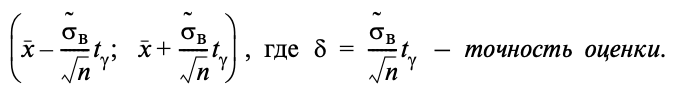 (x̄ − σ̃в/√n tγ; x̄ + σ̃в/√n tγ), где δ = σ̃в/√n tγ – точность оценки.